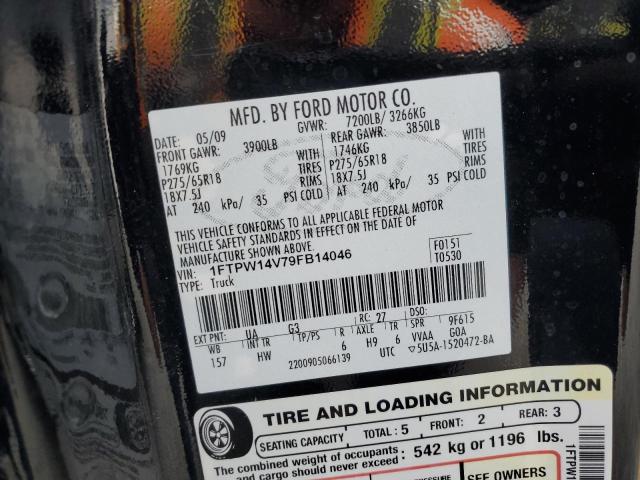 MFD. BY FORD MOTOR CO.
DATE: 05/09 GVWR: 7200LB/ 3266KG
FRONT GAWR: 3900LB REAR GAWR: 3850LB
1769KG WITH 1746KG WITH
P275/65R18 TIRES P275/65R18 TIRES
18X7.5J RIMS 18X7.5J RIMS
AT 240 kPa/ 35 PSI COLD AT 240 kPa/ 35 PSI COLD
THIS VEHICLE CONFORMS TO ALL APPLICABLE FEDERAL MOTOR
VEHICLE SAFETY STANDARDS IN EFFECT ON THE DATE OF
MANUFACTURE SHOWN ABOVE.
VIN: 1FTPW14V79FB14046 F0151
TYPE: Truck T0530
EXT PNT: UA G3 RC: 27 DSO:
WB INT TR TP/PS R AXLE TR SPR 9F615
157 HW 6 H9 6 VVAA GOA
2200905066139 UTC 5U5A-1520472-BA
TIRE AND LOADING INFORMATION
SEATING CAPACITY TOTAL: 5 FRONT: 2 REAR: 3
The combined weight of occupants
and cargo should never exceed: 542 kg or 1196 lbs.
SEE OWNERS
1FTPW1